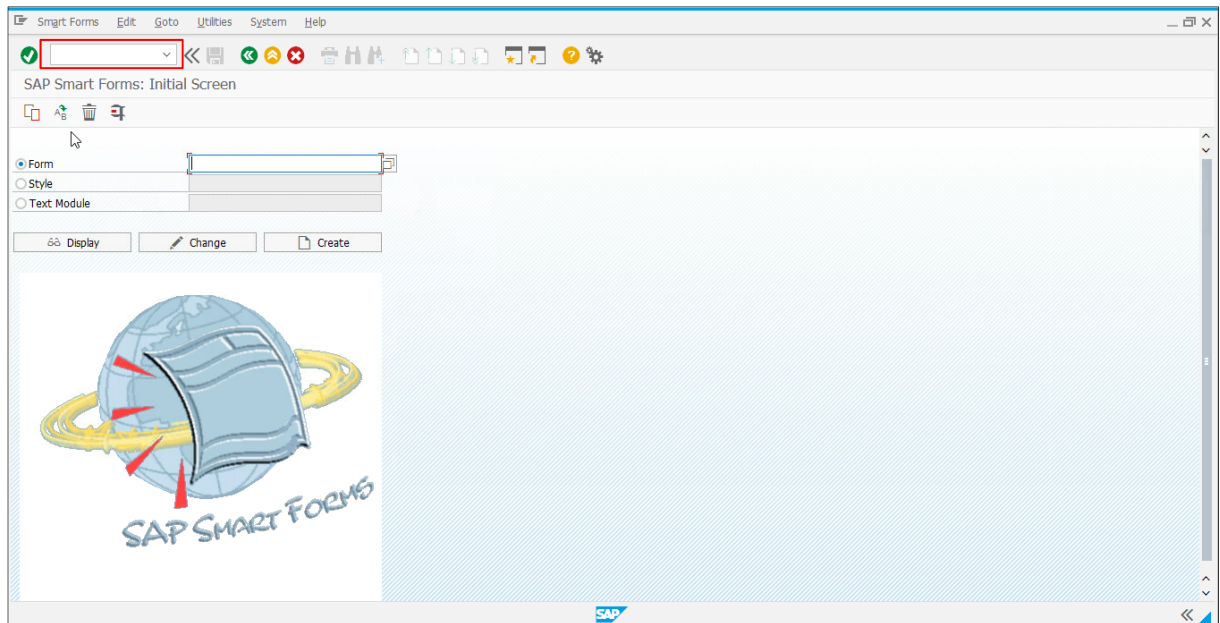 Smart Forms Edit Goto Utilities System Help
SAP Smart Forms: Initial Screen
Form
Style
Text Module
Display Change Create
SAP SMART FORMS
SAP